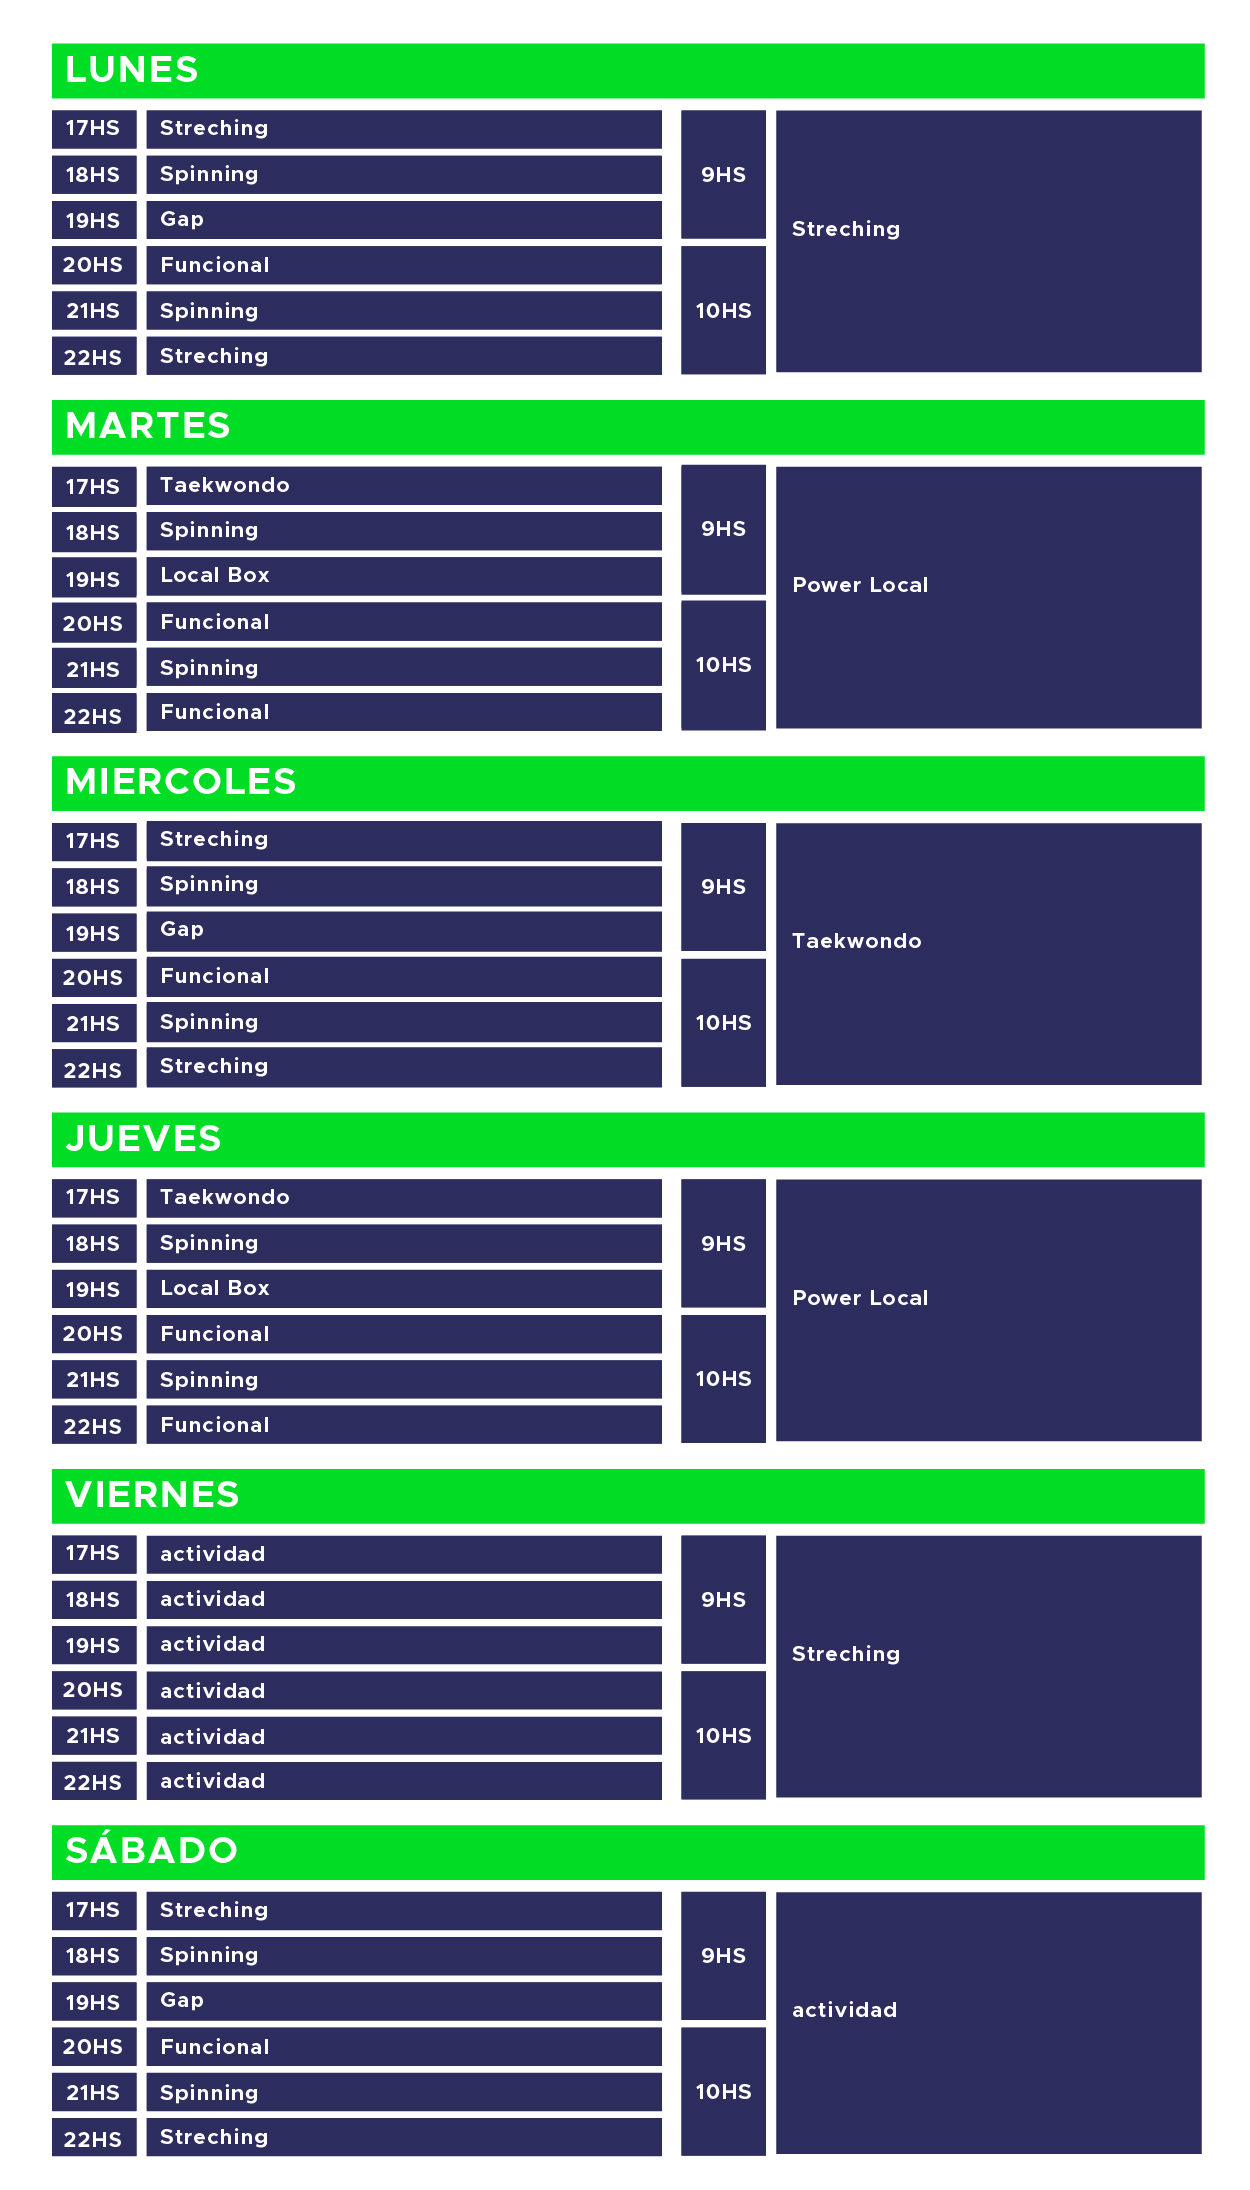 LUNES
17HS Streching
18HS Spinning
19HS Gap
20HS Funcional
21HS Spinning
22HS Streching
9HS
10HS
Streching
MARTES
17HS Taekwondo
18HS Spinning
19HS Local Box
20HS Funcional
21HS Spinning
22HS Funcional
9HS
10HS
Power Local
MIERCOLES
17HS Streching
18HS Spinning
19HS Gap
20HS Funcional
21HS Spinning
22HS Streching
9HS
10HS
Taekwondo
JUEVES
17HS Taekwondo
18HS Spinning
19HS Local Box
20HS Funcional
21HS Spinning
22HS Funcional
9HS
10HS
Power Local
VIERNES
17HS actividad
18HS actividad
19HS actividad
20HS actividad
21HS actividad
22HS actividad
9HS
10HS
Streching
SÁBADO
17HS Streching
18HS Spinning
19HS Gap
20HS Funcional
21HS Spinning
22HS Streching
9HS
10HS
actividad